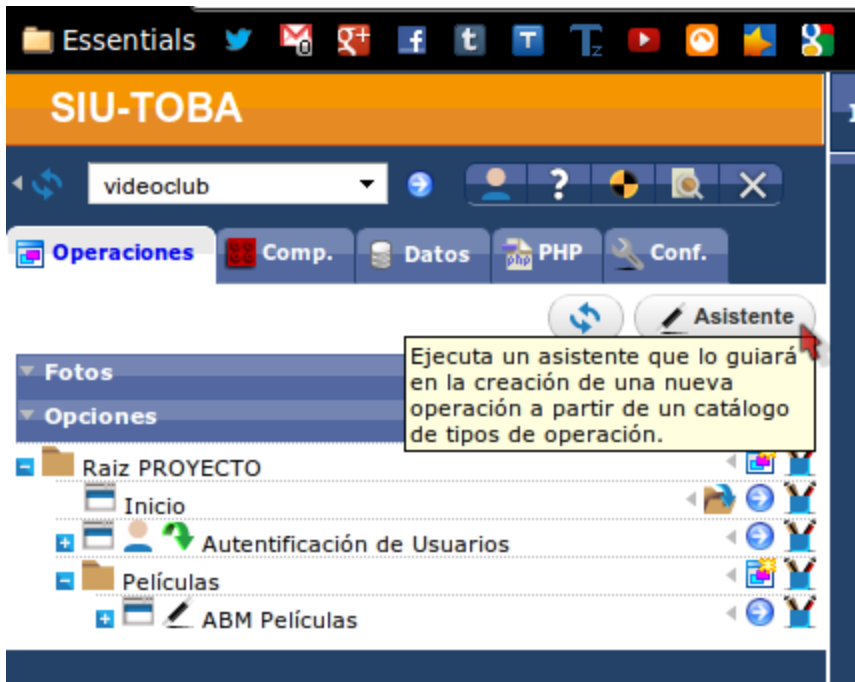 Essentials
SIU-TOBA
videoclub
Operaciones Comp. Datos PHP Conf.
Asistente
Ejecuta un asistente que lo guiará
en la creación de una nueva
operación a partir de un catálogo
de tipos de operación.
Fotos
Opciones
Raiz PROYECTO
Inicio
Autentificación de Usuarios
Películas
ABM Películas